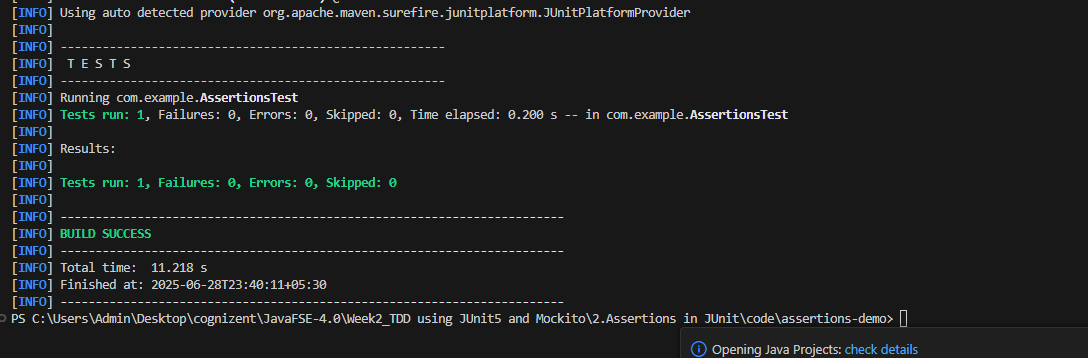 [INFO] Using auto detected provider org.apache.maven.surefire.junitplatform.JUnitPlatformProvider
[INFO]
[INFO] -------------------------------------------------------
[INFO]  T E S T S
[INFO] -------------------------------------------------------
[INFO] Running com.example.AssertionsTest
[INFO] Tests run: 1, Failures: 0, Errors: 0, Skipped: 0, Time elapsed: 0.200 s -- in com.example.AssertionsTest
[INFO]
[INFO] Results:
[INFO]
[INFO] Tests run: 1, Failures: 0, Errors: 0, Skipped: 0
[INFO]
[INFO] ------------------------------------------------------------------------
[INFO] BUILD SUCCESS
[INFO] ------------------------------------------------------------------------
[INFO] Total time:  11.218 s
[INFO] Finished at: 2025-06-28T23:40:11+05:30
[INFO] ------------------------------------------------------------------------
PS C:\Users\Admin\Desktop\cognizent\JavaFSE-4.0\Week2_TDD using JUnit5 and Mockito\2.Assertions in JUnit\code\assertions-demo>
Opening Java Projects: check details